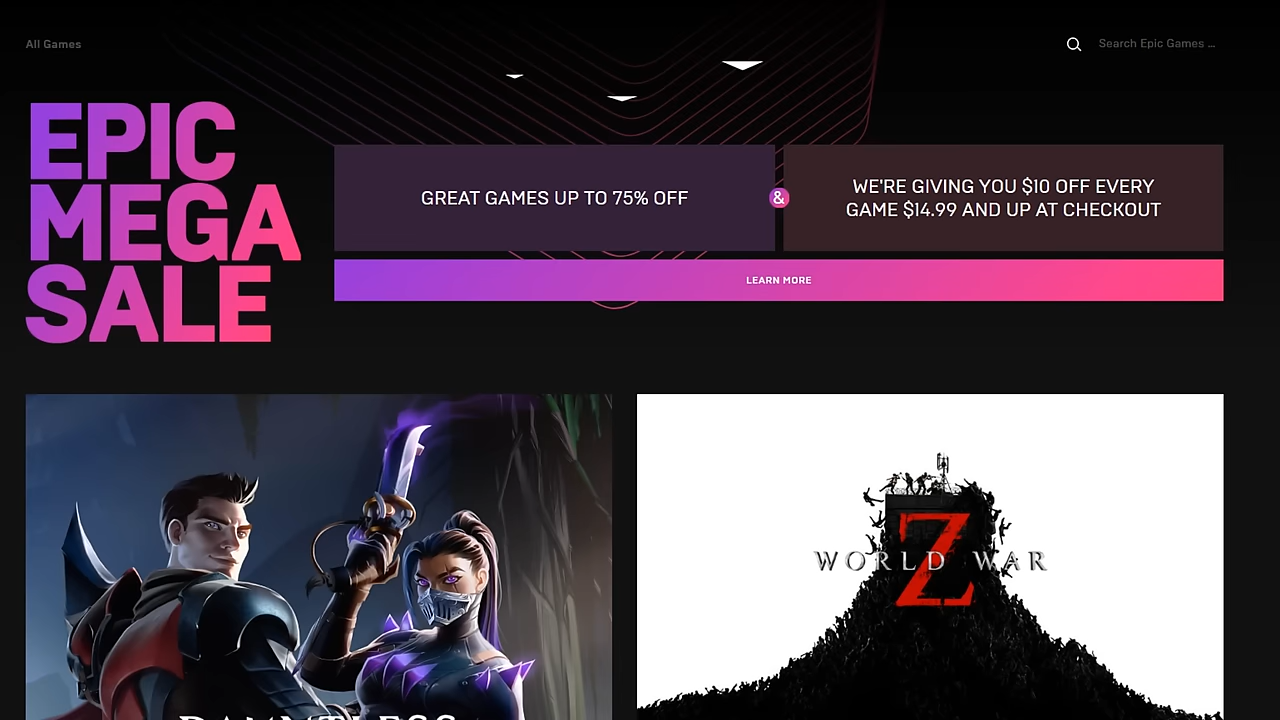 All Games
Search Epic Games ...
EPIC
MEGA
SALE
GREAT GAMES UP TO 75% OFF
&
WE'RE GIVING YOU $10 OFF EVERY
GAME $14.99 AND UP AT CHECKOUT
LEARN MORE
WORLD WAR
Z
DAUNTLESS